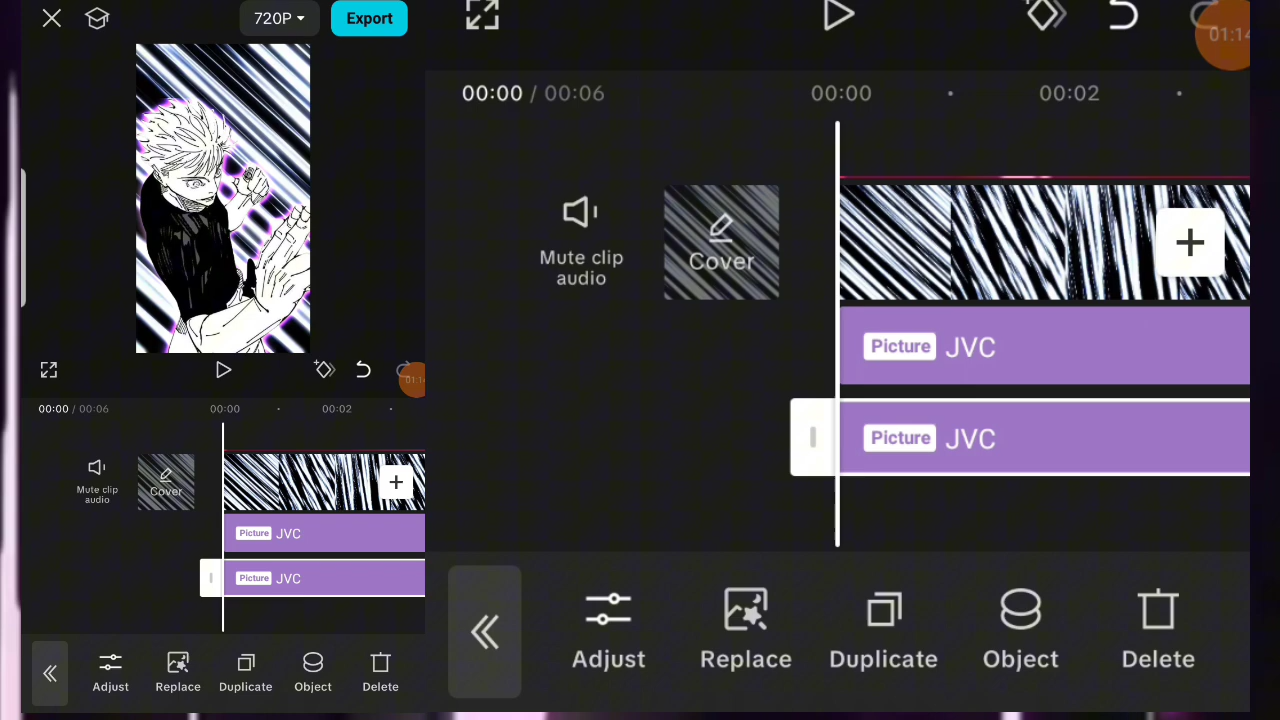 720P
Export
00:00 / 00:06
00:00
00:02
Mute clip
audio
Cover
Picture JVC
Picture JVC
Adjust
Replace
Duplicate
Object
Delete
01:14
00:00 / 00:06
00:00
00:02
Mute clip
audio
Cover
Picture JVC
Picture JVC
Adjust
Replace
Duplicate
Object
Delete